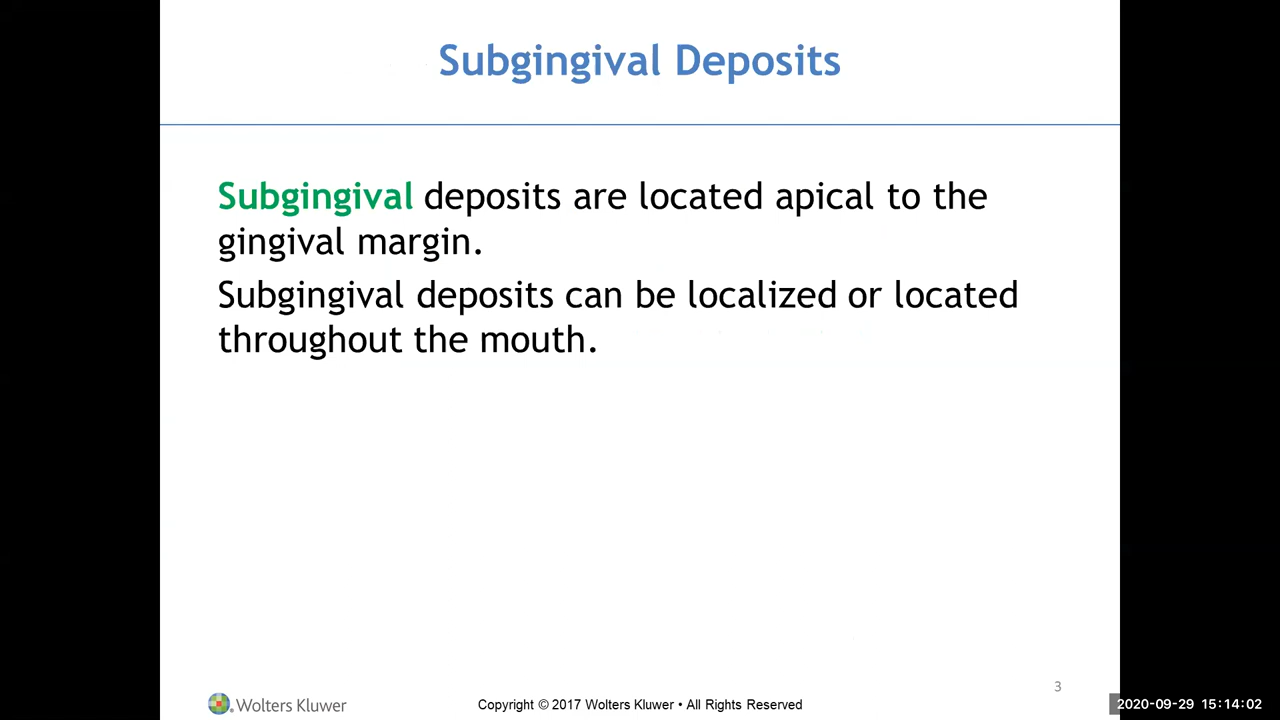 Subgingival Deposits
Subgingival deposits are located apical to the
gingival margin.
Subgingival deposits can be localized or located
throughout the mouth.
3
Wolters Kluwer
Copyright © 2017 Wolters Kluwer • All Rights Reserved
2020-09-29 15:14:02